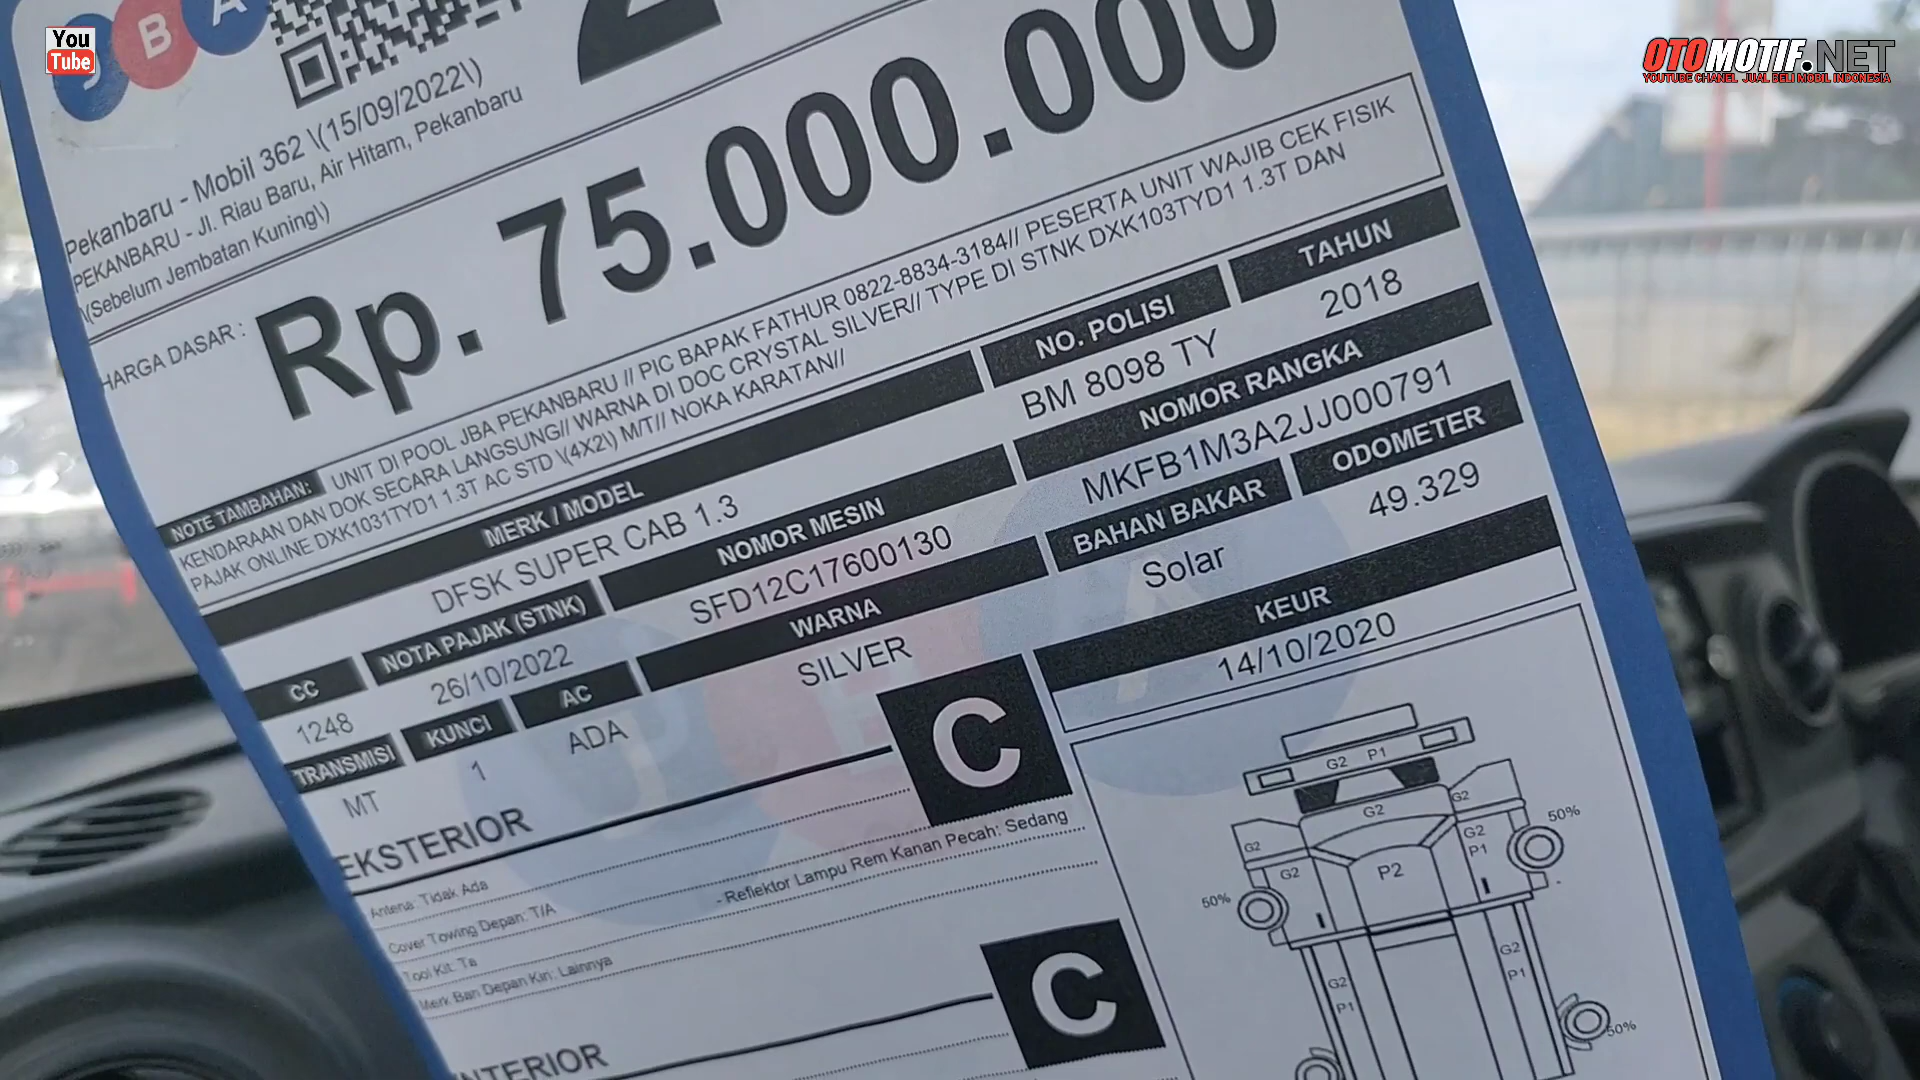 You
Tube
OTOMOTIF.NET
YOUTUBE CHANEL JUAL BELI MOBIL INDONESIA
J B A
Pekanbaru - Mobil 362 \(15/09/2022\)
PEKANBARU - Jl. Riau Baru, Air Hitam, Pekanbaru
\(Sebelum Jembatan Kuning\)
HARGA DASAR :
Rp. 75.000.000
NOTE TAMBAHAN: UNIT DI POOL JBA PEKANBARU // PIC BAPAK FATHUR 0822-8834-3184// PESERTA UNIT WAJIB CEK FISIK
KENDARAAN DAN DOK SECARA LANGSUNG// WARNA DI DOC CRYSTAL SILVER// TYPE DI STNK DXK103TYD1 1.3T DAN
PAJAK ONLINE DXK1031TYD1 1.3T AC STD \(4X2\) M/T// NOKA KARATAN//
MERK / MODEL NO. POLISI TAHUN
DFSK SUPER CAB 1.3 BM 8098 TY 2018
NOMOR MESIN NOMOR RANGKA
SFD12C17600130 MKFB1M3A2JJ000791
CC NOTA PAJAK (STNK) WARNA BAHAN BAKAR ODOMETER
1248 26/10/2022 SILVER Solar 49.329
TRANSMISI KUNCI AC KEUR
MT 1 ADA 14/10/2020
EKSTERIOR C
Antena: Tidak Ada
Cover Towing Depan: T/A - Reflektor Lampu Rem Kanan Pecah: Sedang
Tool Kit: Ta
Merk Ban Depan Kiri: Lainnya
INTERIOR C
G2 P1
G2 G2
G2 G2 50%
G2 P2 P1
50%
G2 G2
P1 P1
50%